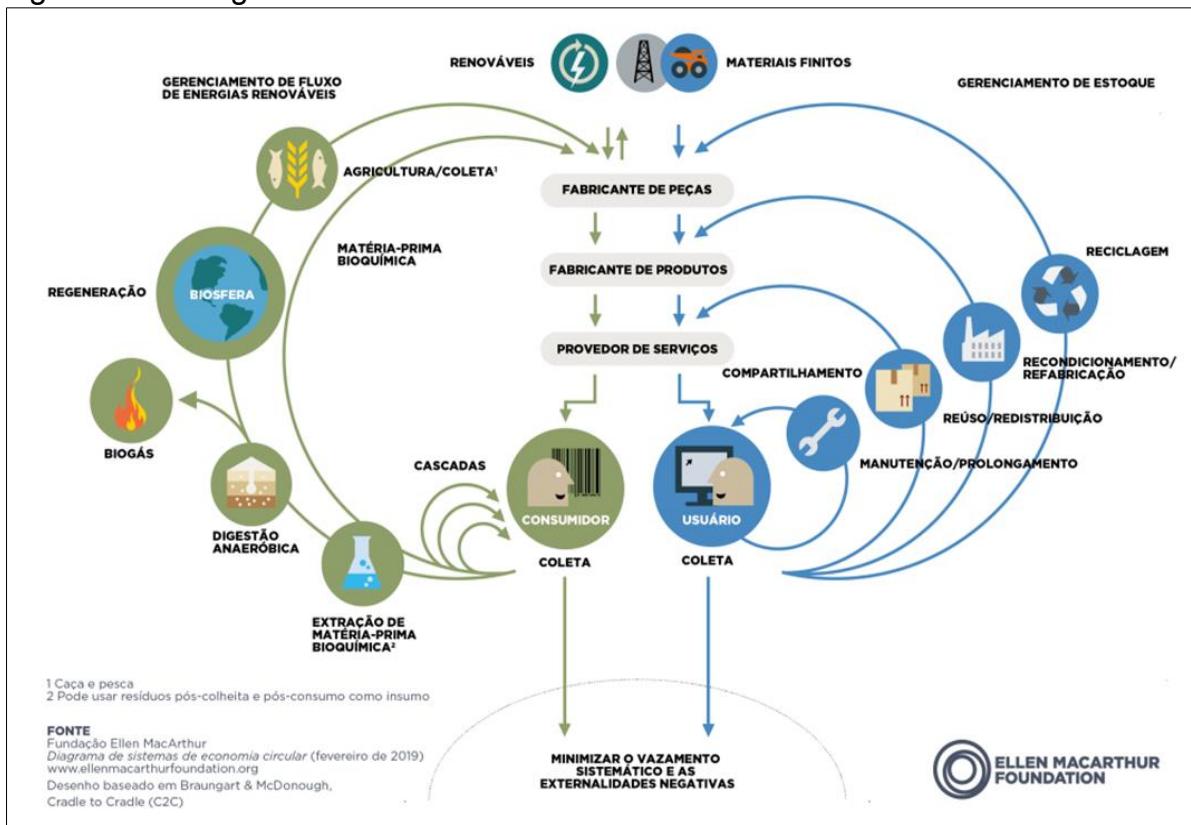 RENOVÁVEIS
MATERIAIS FINITOS
GERENCIAMENTO DE FLUXO
DE ENERGIAS RENOVÁVEIS
GERENCIAMENTO DE ESTOQUE
AGRICULTURA/COLETA¹
FABRICANTE DE PEÇAS
MATÉRIA-PRIMA
BIOQUÍMICA
RECICLAGEM
FABRICANTE DE PRODUTOS
REGENERAÇÃO
BIOSFERA
PROVEDOR DE SERVIÇOS
COMPARTILHAMENTO
RECONDICIONAMENTO/
REFABRICAÇÃO
REÚSO/REDISTRIBUIÇÃO
BIOGÁS
CASCADAS
MANUTENÇÃO/PROLONGAMENTO
CONSUMIDOR
USUÁRIO
DIGESTÃO
ANAERÓBICA
COLETA
COLETA
EXTRAÇÃO DE
MATÉRIA-PRIMA
BIOQUÍMICA²
1 Caça e pesca
2 Pode usar resíduos pós-colheita e pós-consumo como insumo
FONTE
Fundação Ellen MacArthur
Diagrama de sistemas de economia circular (fevereiro de 2019)
www.ellenmacarthurfoundation.org
Desenho baseado em Braungart & McDonough,
Cradle to Cradle (C2C)
MINIMIZAR O VAZAMENTO
SISTEMÁTICO E AS
EXTERNALIDADES NEGATIVAS
ELLEN MACARTHUR
FOUNDATION